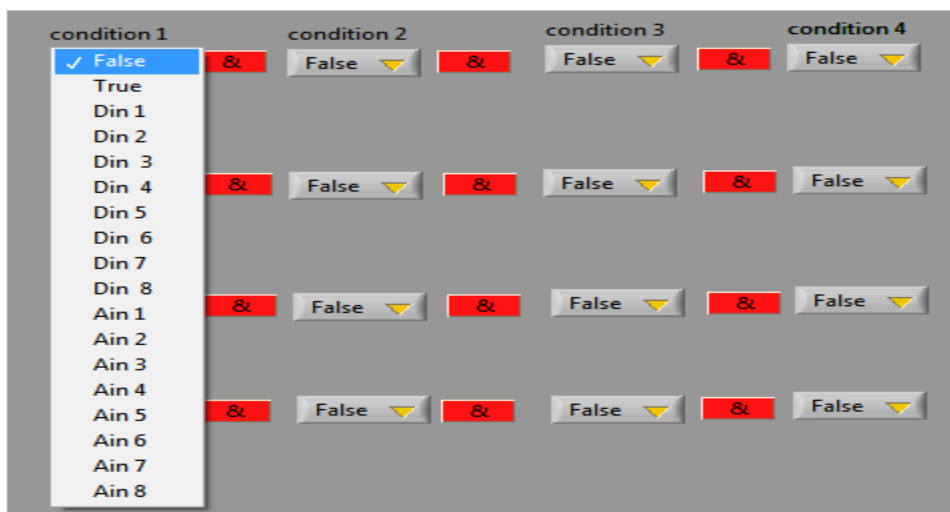 condition 1 condition 2 condition 3 condition 4
✓ False & False & False & False
True
Din 1
Din 2
Din  3
Din  4 & False & False & False
Din 5
Din  6
Din 7
Din  8
Ain 1 & False & False & False
Ain 2
Ain 3
Ain 4
Ain 5 & False & False & False
Ain 6
Ain 7
Ain 8